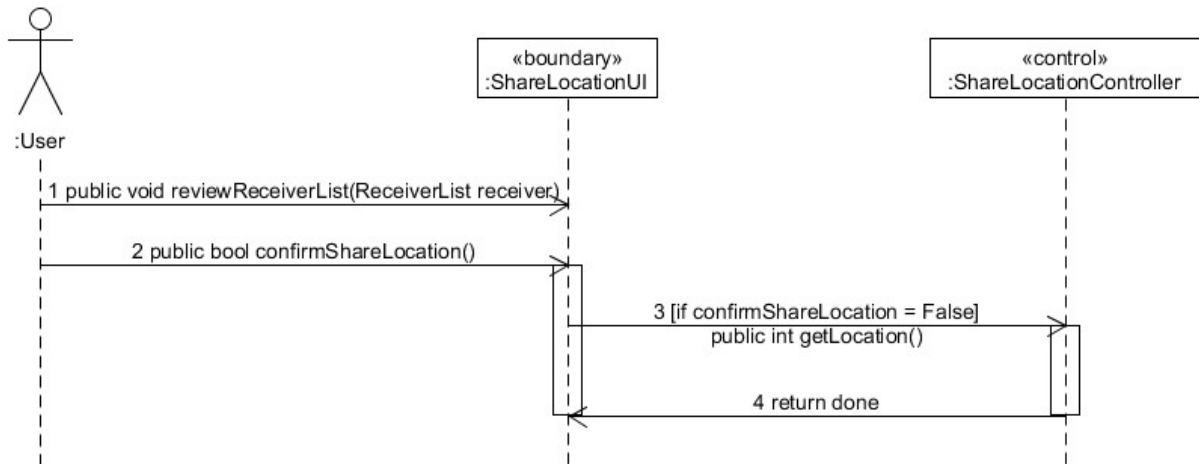 «boundary»
:ShareLocationUI
«control»
:ShareLocationController
:User
1 public void reviewReceiverList(ReceiverList receiver)
2 public bool confirmShareLocation()
3 [if confirmShareLocation = False]
public int getLocation()
4 return done